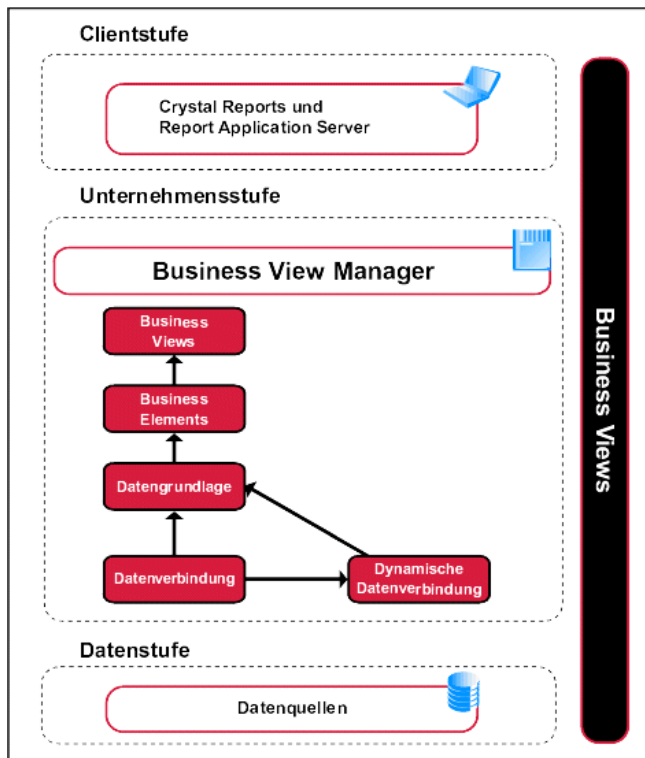 Clientstufe
Crystal Reports und
Report Application Server
Unternehmensstufe
Business View Manager
Business
Views
Business
Elements
Datengrundlage
Datenverbindung
Dynamische
Datenverbindung
Datenstufe
Datenquellen
Business Views